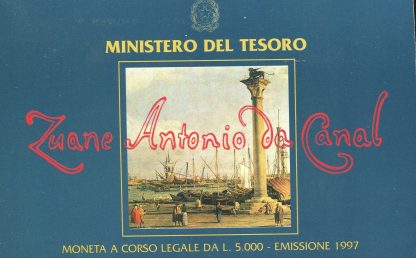 MINISTERO DEL TESORO
Zuane Antonio da Canal
MONETA A CORSO LEGALE DA L. 5.000 - EMISSIONE 1997